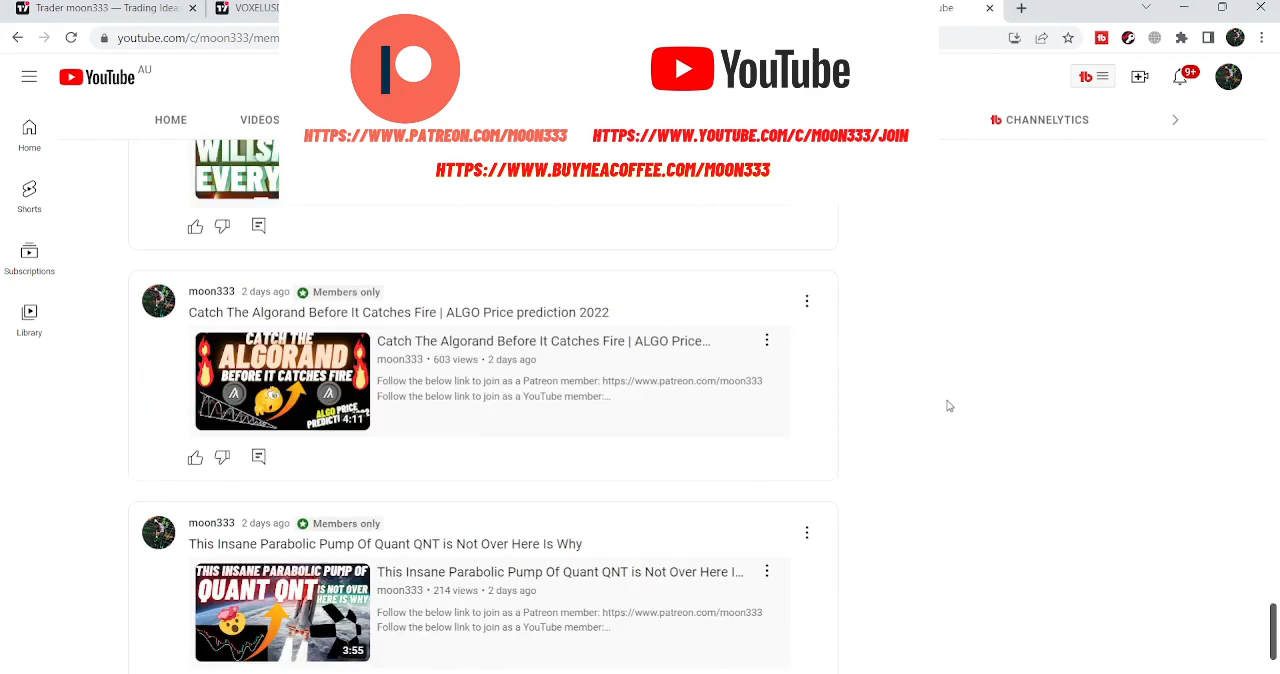 Trader moon333 — Trading Ideas
VOXELUSD
ube
youtube.com/c/moon333/mem
YouTube AU
9+
HOME
VIDEOS
CHANNELYTICS
YouTube
HTTPS://WWW.PATREON.COM/MOON333
HTTPS://WWW.YOUTUBE.COM/C/MOON333/JOIN
HTTPS://WWW.BUYMEACOFFEE.COM/MOON333
Home
Shorts
Subscriptions
Library
EVERY
moon333 2 days ago Members only
Catch The Algorand Before It Catches Fire | ALGO Price prediction 2022
CATCH THE
ALGORAND
BEFORE IT CATCHES FIRE
ALGO PRICE
4:11
Catch The Algorand Before It Catches Fire | ALGO Price...
moon333 • 603 views • 2 days ago
Follow the below link to join as a Patreon member: https://www.patreon.com/moon333
Follow the below link to join as a YouTube member:...
moon333 2 days ago Members only
This Insane Parabolic Pump Of Quant QNT is Not Over Here Is Why
THIS INSANE PARABOLIC PUMP OF
QUANT QNT IS NOT OVER
HERE IS WHY
3:55
This Insane Parabolic Pump Of Quant QNT is Not Over Here I...
moon333 • 214 views • 2 days ago
Follow the below link to join as a Patreon member: https://www.patreon.com/moon333
Follow the below link to join as a YouTube member:...